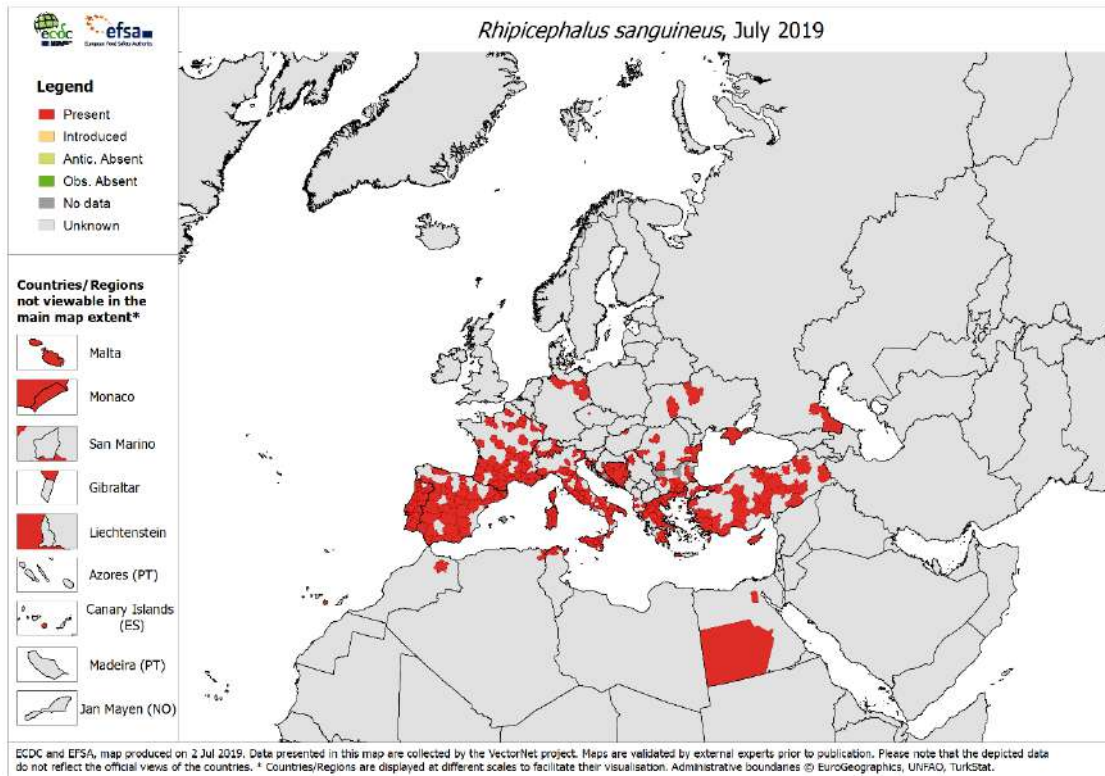 ecdc
efsa
European Food Safety Authority
Rhipicephalus sanguineus, July 2019
Legend
Present
Introduced
Antic. Absent
Obs. Absent
No data
Unknown
Countries/Regions
not viewable in the
main map extent*
Malta
Monaco
San Marino
Gibraltar
Liechtenstein
Azores (PT)
Canary Islands
(ES)
Madeira (PT)
Jan Mayen (NO)
ECDC and EFSA, map produced on 2 Jul 2019. Data presented in this map are collected by the VectorNet project. Maps are validated by external experts prior to publication. Please note that the depicted data
do not reflect the official views of the countries. * Countries/Regions are displayed at different scales to facilitate their visualisation. Administrative boundaries © EuroGeographics, UNFAO, TurkStat.